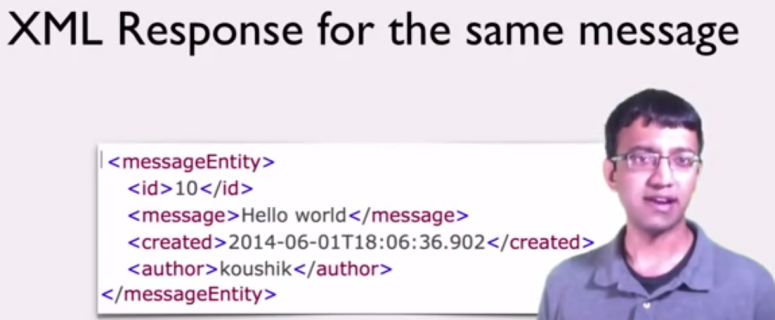 XML Response for the same message
<messageEntity>
<id>10</id>
<message>Hello world</message>
<created>2014-06-01T18:06:36.902</created>
<author>koushik</author>
</messageEntity>